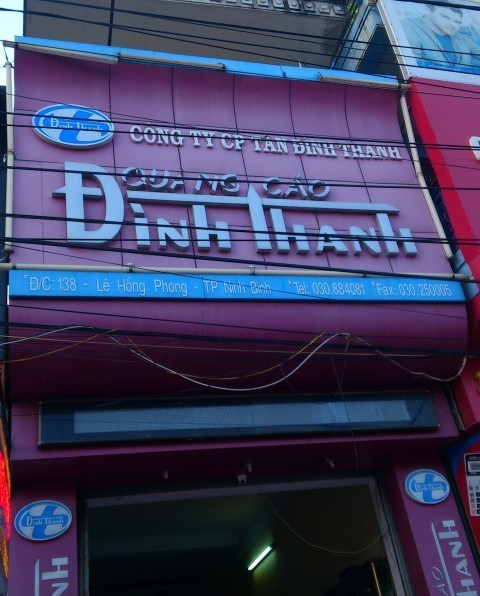 Đình Thanh
CÔNG TY CP TÂN ĐÌNH THANH
QUẢNG CÁO
ĐÌNH THANH
*Đ/C: 138 - Lê Hồng Phong - TP Ninh Bình *Tel: 030.884081 *Fax: 030.250005
Đình Thanh
Đình Thanh
CÁO
THANH